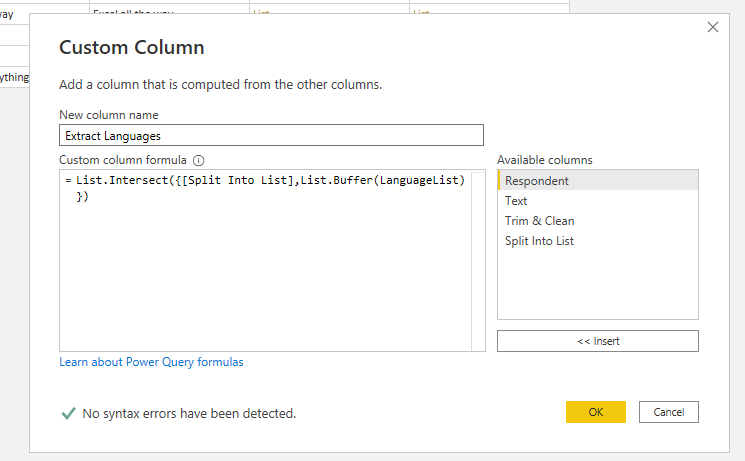 Excel all the way
List
List
Custom Column
Add a column that is computed from the other columns.
New column name
Extract Languages
Custom column formula
= List.Intersect({[Split Into List],List.Buffer(LanguageList)
})
Available columns
Respondent
Text
Trim & Clean
Split Into List
<< Insert
Learn about Power Query formulas
No syntax errors have been detected.
OK
Cancel